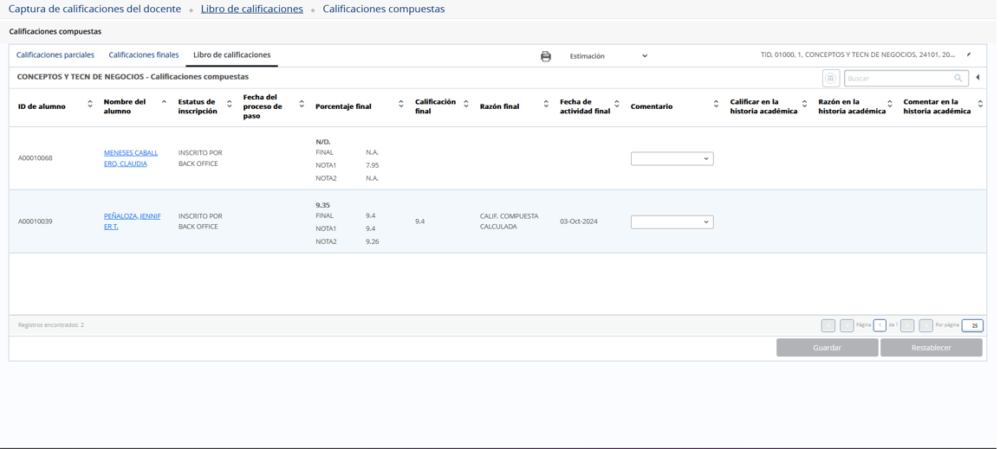 Captura de calificaciones del docente • Libro de calificaciones • Calificaciones compuestas
Calificaciones compuestas
Calificaciones parciales Calificaciones finales Libro de calificaciones Estimación TID, 01000, 1, CONCEPTOS Y TECN DE NEGOCIOS, 24101, 20...
CONCEPTOS Y TECN DE NEGOCIOS - Calificaciones compuestas Buscar
ID de alumno
Nombre del
alumno
Estatus de
inscripción
Fecha del
proceso de
paso
Porcentaje final
Calificación
final
Razón final
Fecha de
actividad final
Comentario
Calificar en la
historia académica
Razón en la
historia académica
Comentar en la
historia académica
A00010068
MENESES CABALL
ERO, CLAUDIA
INSCRITO POR
BACK OFFICE
N/D.
FINAL N.A.
NOTA1 7.95
NOTA2 N.A.
A00010039
PEÑALOZA, JENNIF
ER T.
INSCRITO POR
BACK OFFICE
9.35
FINAL 9.4
NOTA1 9.4
NOTA2 9.26
9.4
CALIF. COMPUESTA
CALCULADA
03-Oct-2024
Registros encontrados: 2 Página 1 de 1 Por página 25
Guardar Restablecer